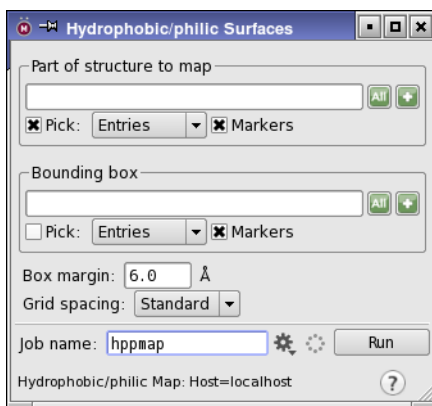 Hydrophobic/philic Surfaces
Part of structure to map
All +
Pick: Entries Markers
Bounding box
All +
Pick: Entries Markers
Box margin: 6.0 Å
Grid spacing: Standard
Job name: hppmap Run
Hydrophobic/philic Map: Host=localhost ?